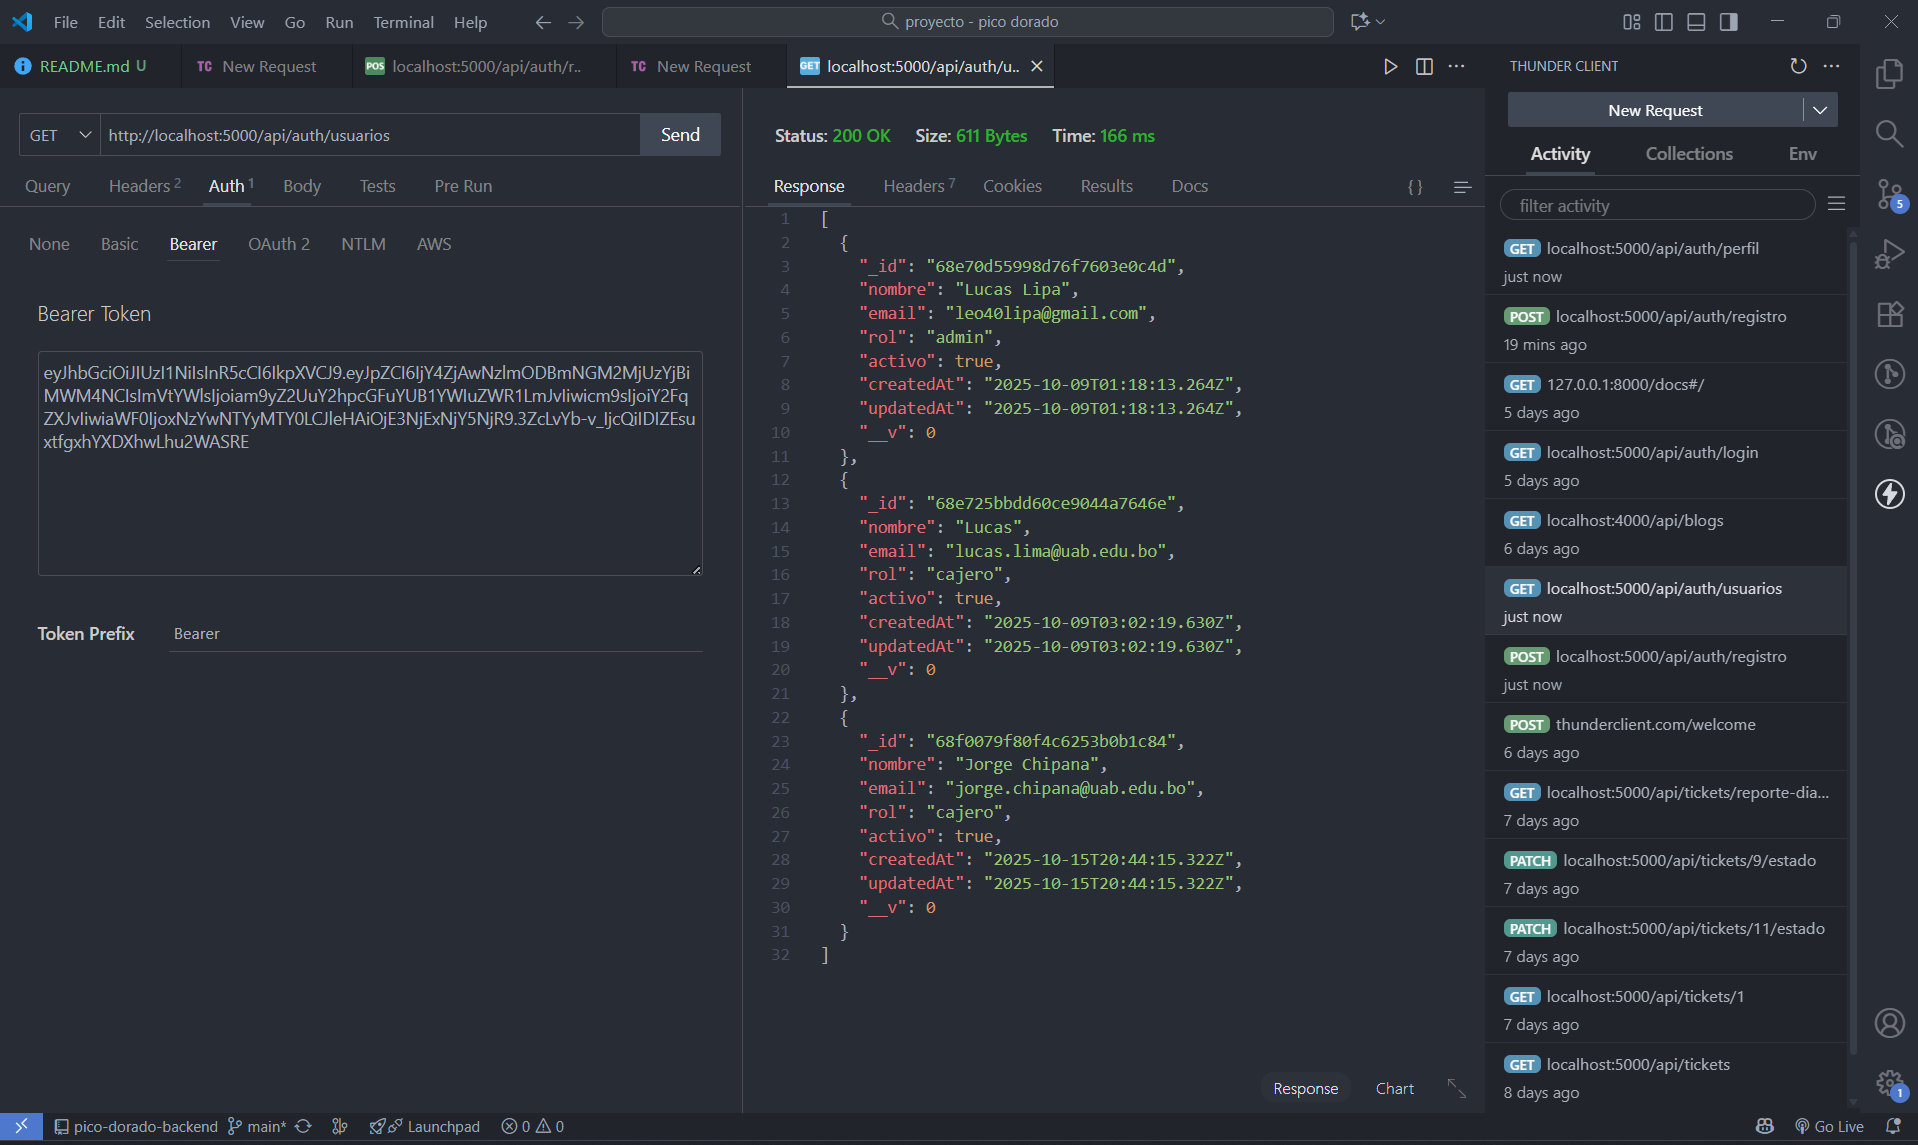 File Edit Selection View Go Run Terminal Help
proyecto - pico dorado
README.md U
TC New Request
POS localhost:5000/api/auth/r..
TC New Request
GET localhost:5000/api/auth/u..
GET http://localhost:5000/api/auth/usuarios Send
Query Headers 2 Auth 1 Body Tests Pre Run
None Basic Bearer OAuth 2 NTLM AWS
Bearer Token
Token Prefix Bearer
Status: 200 OK Size: 611 Bytes Time: 166 ms
Response Headers 7 Cookies Results Docs
{ }
1 [
2 {
3 "_id": "68e70d55998d76f7603e0c4d",
4 "nombre": "Lucas Lipa",
5 "email": "leo40lipa@gmail.com",
6 "rol": "admin",
7 "activo": true,
8 "createdAt": "2025-10-09T01:18:13.264Z",
9 "updatedAt": "2025-10-09T01:18:13.264Z",
10 "__v": 0
11 },
12 {
13 "_id": "68e725bbdd60ce9044a7646e",
14 "nombre": "Lucas",
15 "email": "lucas.lima@uab.edu.bo",
16 "rol": "cajero",
17 "activo": true,
18 "createdAt": "2025-10-09T03:02:19.630Z",
19 "updatedAt": "2025-10-09T03:02:19.630Z",
20 "__v": 0
21 },
22 {
23 "_id": "68f0079f80f4c6253b0b1c84",
24 "nombre": "Jorge Chipana",
25 "email": "jorge.chipana@uab.edu.bo",
26 "rol": "cajero",
27 "activo": true,
28 "createdAt": "2025-10-15T20:44:15.322Z",
29 "updatedAt": "2025-10-15T20:44:15.322Z",
30 "__v": 0
31 }
32 ]
Response Chart
THUNDER CLIENT
New Request
Activity Collections Env
filter activity
GET localhost:5000/api/auth/perfil
just now
POST localhost:5000/api/auth/registro
19 mins ago
GET 127.0.0.1:8000/docs#/
5 days ago
GET localhost:5000/api/auth/login
5 days ago
GET localhost:4000/api/blogs
6 days ago
GET localhost:5000/api/auth/usuarios
just now
POST localhost:5000/api/auth/registro
just now
POST thunderclient.com/welcome
6 days ago
GET localhost:5000/api/tickets/reporte-dia...
7 days ago
PATCH localhost:5000/api/tickets/9/estado
7 days ago
PATCH localhost:5000/api/tickets/11/estado
7 days ago
GET localhost:5000/api/tickets/1
7 days ago
GET localhost:5000/api/tickets
8 days ago
5
1
pico-dorado-backend main* Launchpad 0 0
Go Live